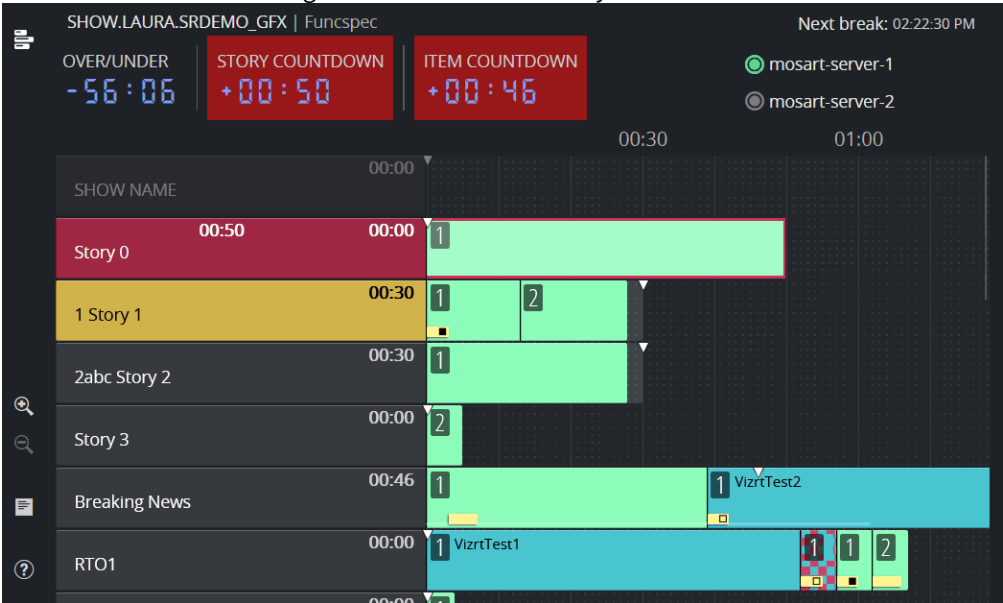 SHOW.LAURA.SRDEMO_GFX | Funcspec
Next break: 02:22:30 PM
OVER/UNDER
-56:06
STORY COUNTDOWN
+00:50
ITEM COUNTDOWN
+00:46
mosart-server-1
mosart-server-2
00:30 01:00
SHOW NAME 00:00
Story 0 00:50 00:00 1
1 Story 1 00:30 1 2
2abc Story 2 00:30 1
Story 3 00:00 2
Breaking News 00:46 1 1 VizrtTest2
RTO1 00:00 1 VizrtTest1 1 1 2
00:00 1